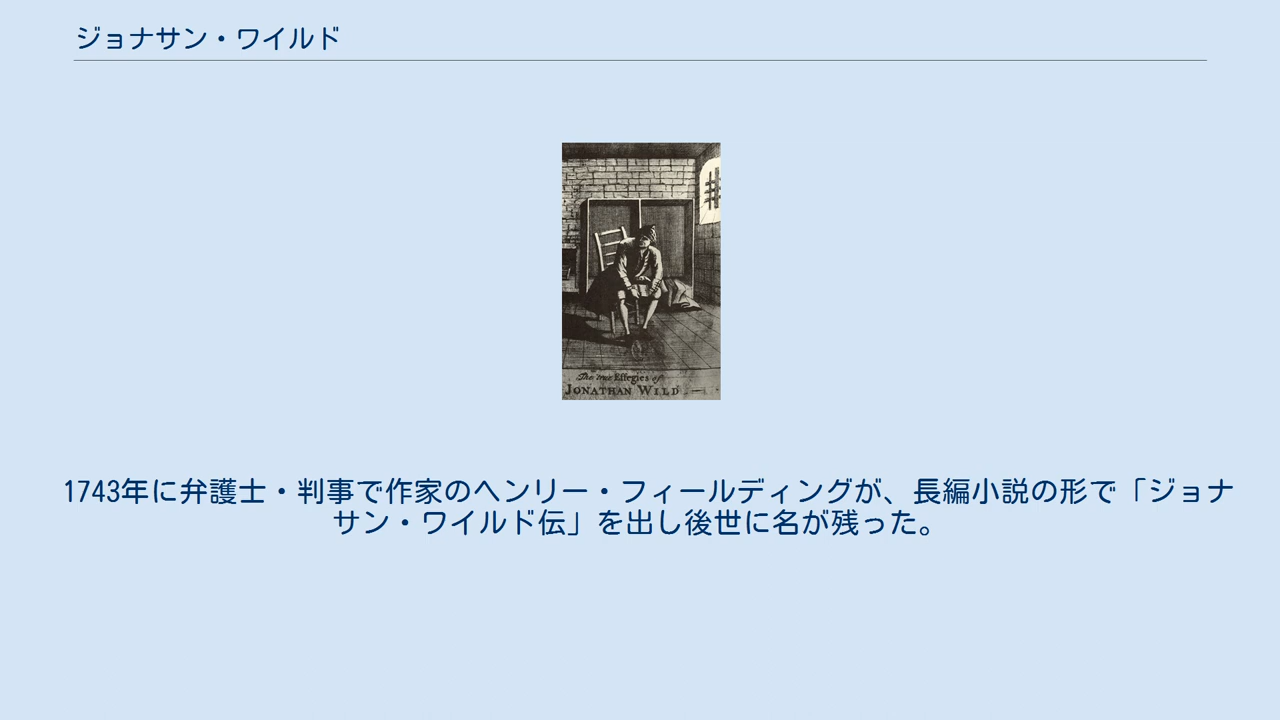 ジョナサン・ワイルド
The true Effegies of
JONATHAN WILD
1743年に弁護士・判事で作家のヘンリー・フィールディングが、長編小説の形で「ジョナ
サン・ワイルド伝」を出し後世に名が残った。